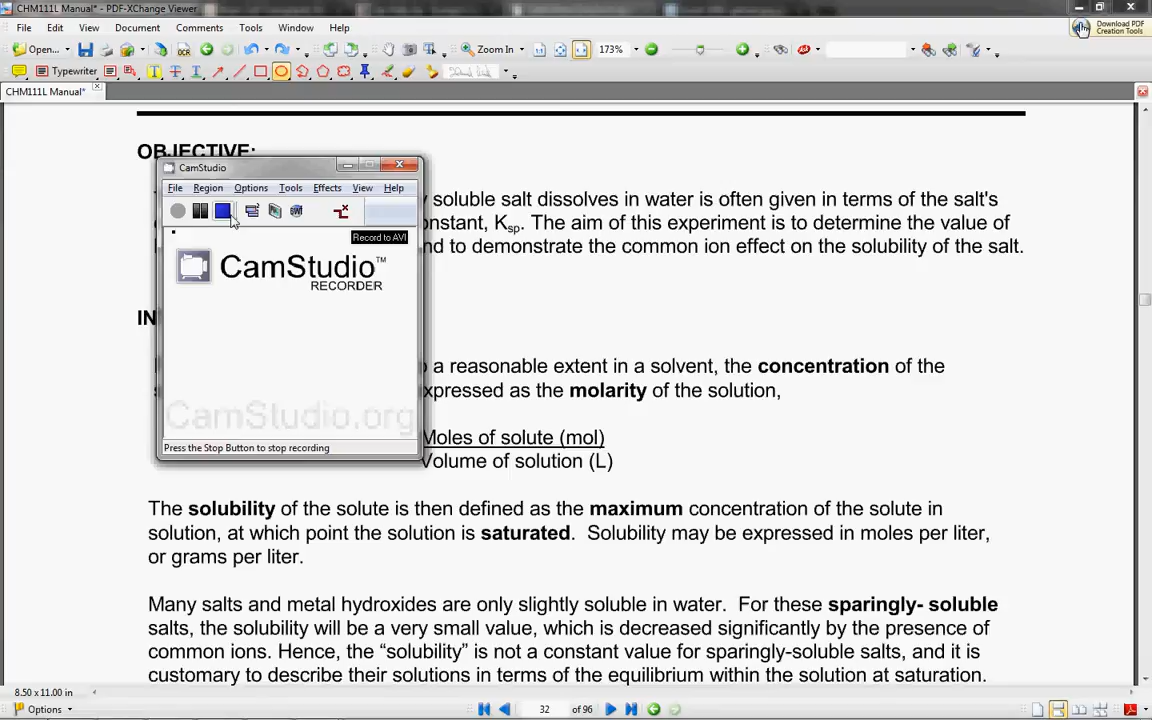 CHM111L Manual* - PDF-XChange Viewer
File Edit View Document Comments Tools Window Help
Download PDF
Creation Tools
Open... OCR Zoom In 173%
Typewriter
CHM111L Manual*
OBJECTIVE:
y soluble salt dissolves in water is often given in terms of the salt's
onstant, Ksp. The aim of this experiment is to determine the value of
nd to demonstrate the common ion effect on the solubility of the salt.
CamStudio
File Region Options Tools Effects View Help
Record to AVI
CamStudio™
RECORDER
CamStudio.org
Press the Stop Button to stop recording
IN
o a reasonable extent in a solvent, the concentration of the
xpressed as the molarity of the solution,
Moles of solute (mol)
Volume of solution (L)
The solubility of the solute is then defined as the maximum concentration of the solute in
solution, at which point the solution is saturated. Solubility may be expressed in moles per liter,
or grams per liter.
Many salts and metal hydroxides are only slightly soluble in water. For these sparingly- soluble
salts, the solubility will be a very small value, which is decreased significantly by the presence of
common ions. Hence, the “solubility” is not a constant value for sparingly-soluble salts, and it is
customary to describe their solutions in terms of the equilibrium within the solution at saturation.
8.50 x 11.00 in
Options 32 of 96